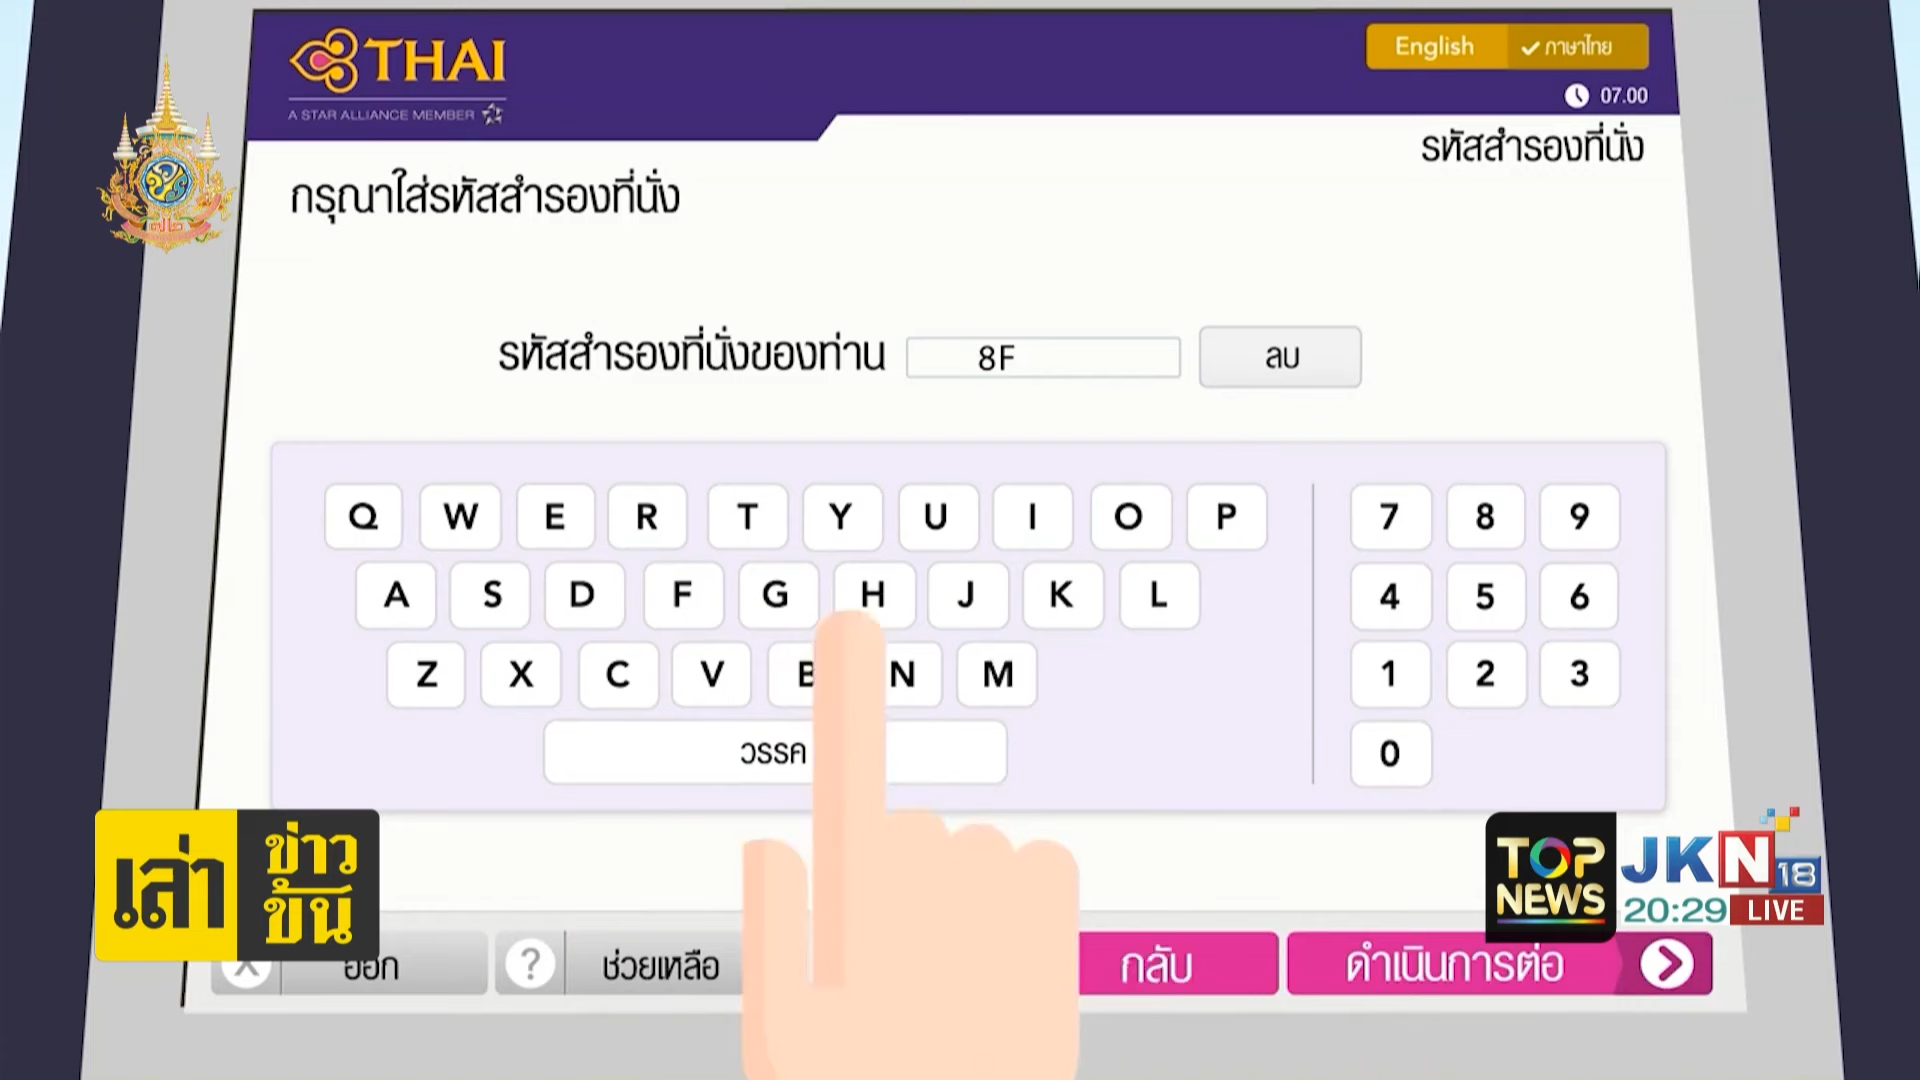 THAI
A STAR ALLIANCE MEMBER
English
ภาษาไทย
07.00
รหัสสำรองที่นั่ง
กรุณาใส่รหัสสำรองที่นั่ง
รหัสสำรองที่นั่งของท่าน
8F
ลบ
Q W E R T Y U I O P
7 8 9
A S D F G H J K L
4 5 6
Z X C V B N M
1 2 3
วรรค
0
เล่า
ข่าว
ข้น
TOP
NEWS
JKN18
20:29 LIVE
X ออก
? ช่วยเหลือ
กลับ
ดำเนินการต่อ